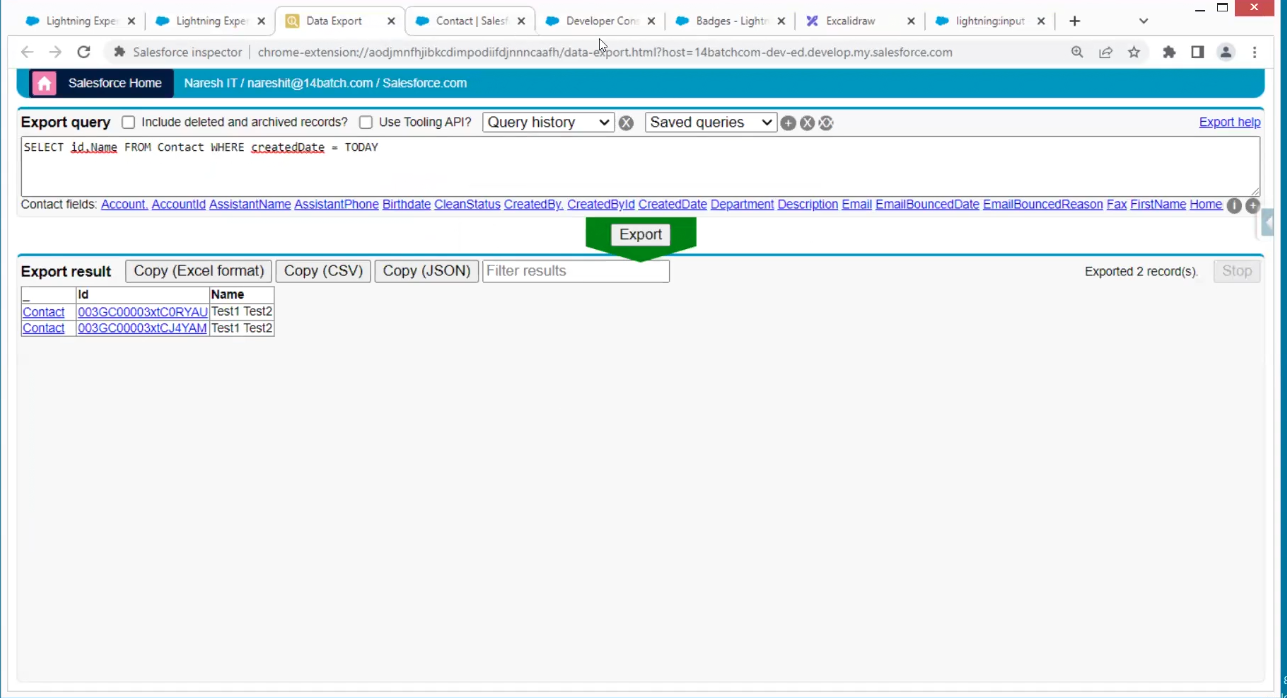 Lightning Expe
Lightning Expe
Data Export
Contact | Salesf
Developer Con
Badges - Lightn
Excalidraw
lightning:input
Salesforce inspector
chrome-extension://aodjmnfhjibkcdimpodiifdjnnncaafh/data-export.html?host=14batchcom-dev-ed.develop.my.salesforce.com
Salesforce Home
Naresh IT / nareshit@14batch.com / Salesforce.com
Export query
Include deleted and archived records?
Use Tooling API?
Query history
Saved queries
Export help
SELECT id,Name FROM Contact WHERE createdDate = TODAY
Contact fields: Account. AccountId AssistantName AssistantPhone Birthdate CleanStatus CreatedBy. CreatedById CreatedDate Department Description Email EmailBouncedDate EmailBouncedReason Fax FirstName Home
Export
Export result
Copy (Excel format)
Copy (CSV)
Copy (JSON)
Filter results
Exported 2 record(s).
Stop
_ Id Name
Contact 003GC00003xtC0RYAU Test1 Test2
Contact 003GC00003xtCJ4YAM Test1 Test2